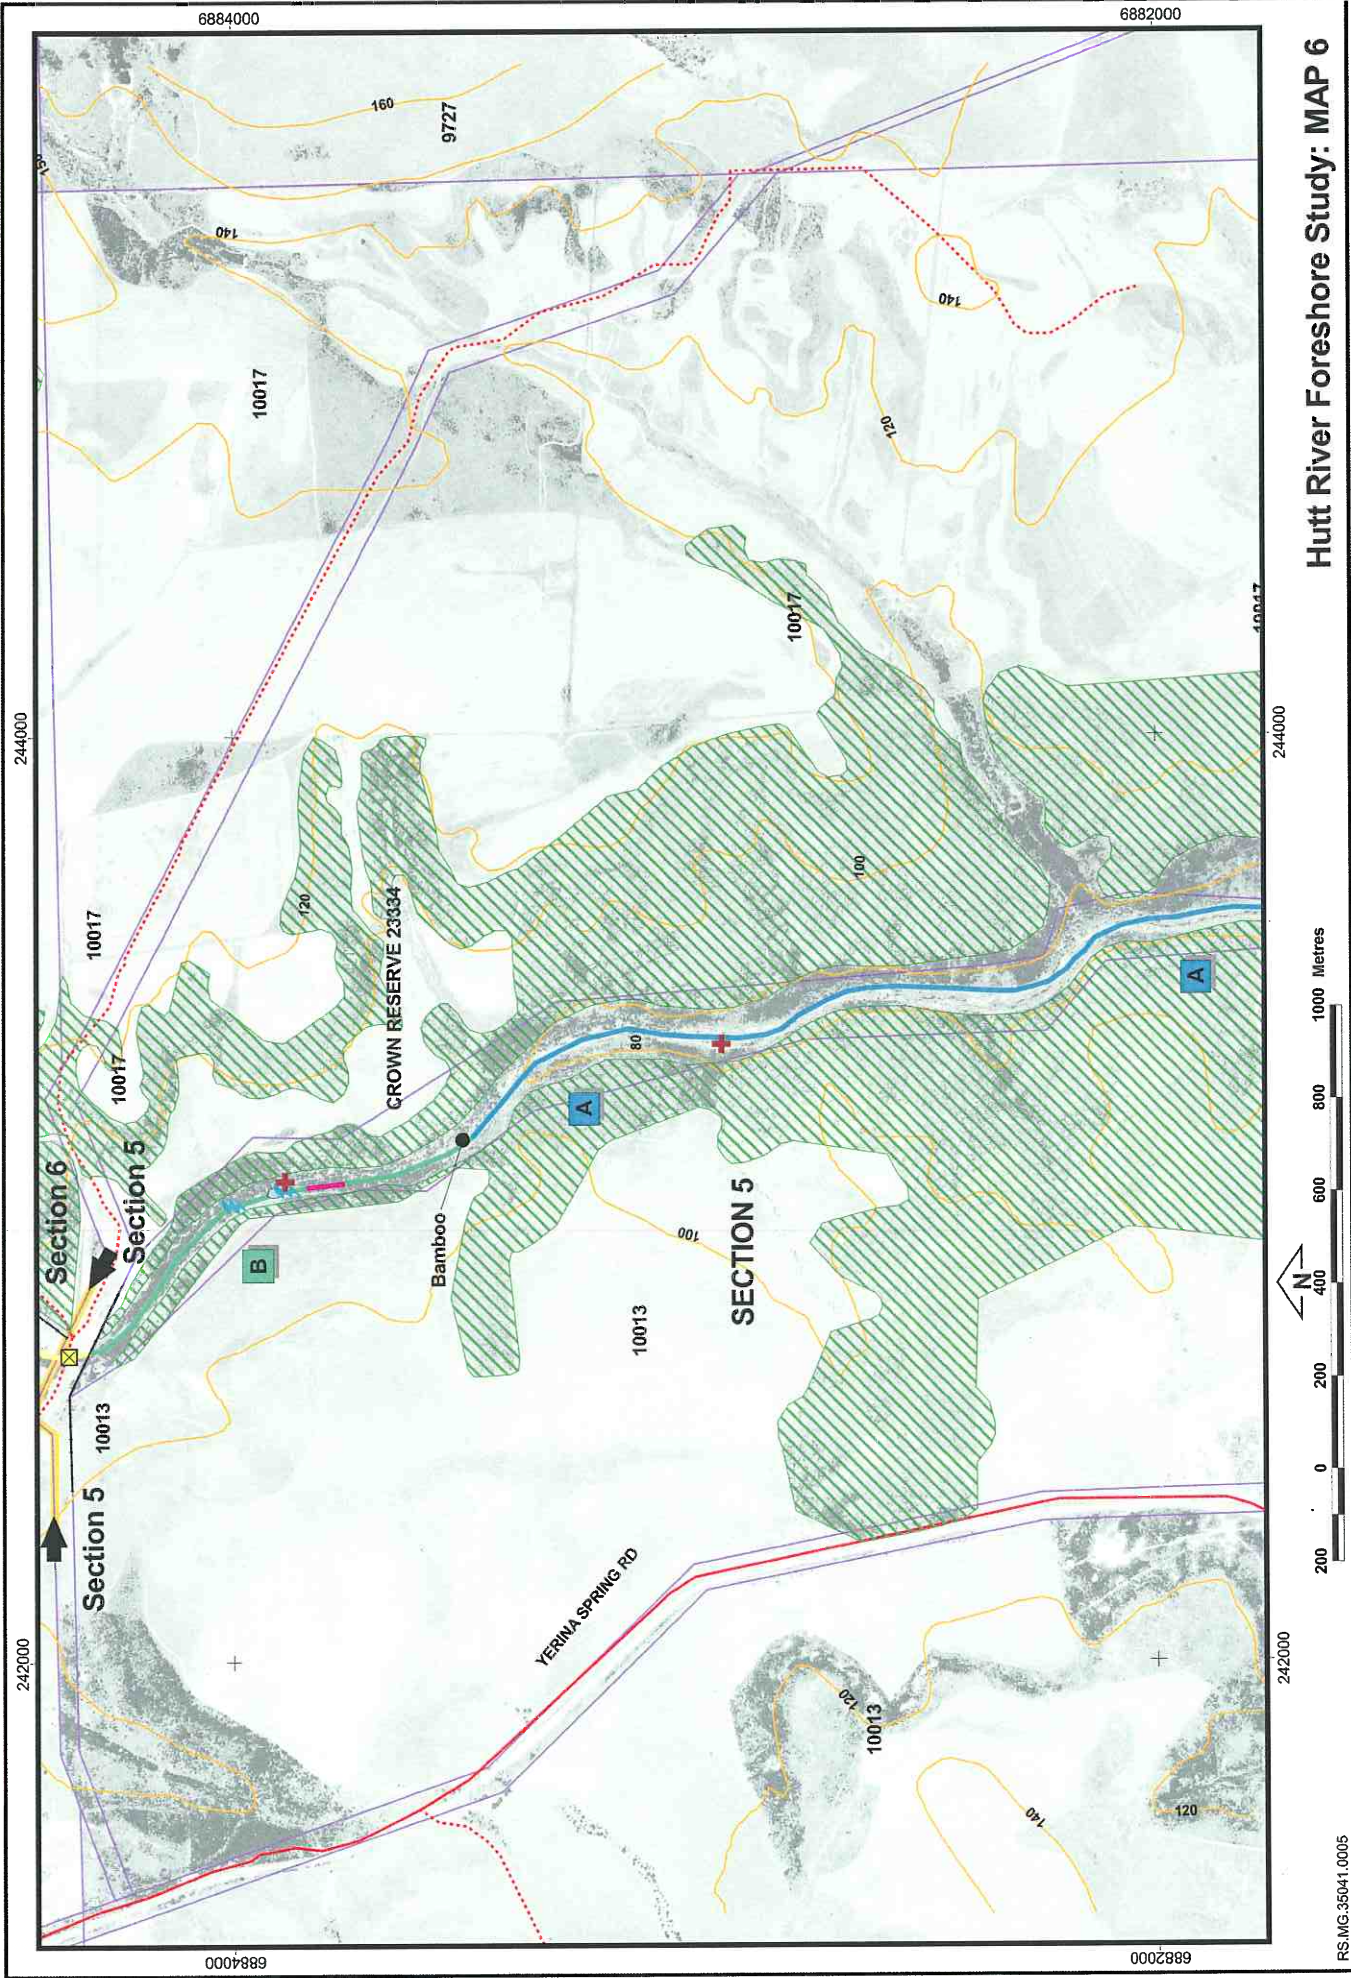 Hutt River Foreshore Study: MAP 6
6884000
6882000
244000
244000
242000
242000
6884000
6882000
160
9727
140
10017
140
120
10017
10017
120
CROWN RESERVE 23334
100
10017
10017
Section 6
Section 5
80
A
A
B
Bamboo
SECTION 5
100
10013
10013
Section 5
YERINA SPRING RD
120
10013
140
120
N
200 0 200 400 600 800 1000 Metres
RS.MG.35041.0005